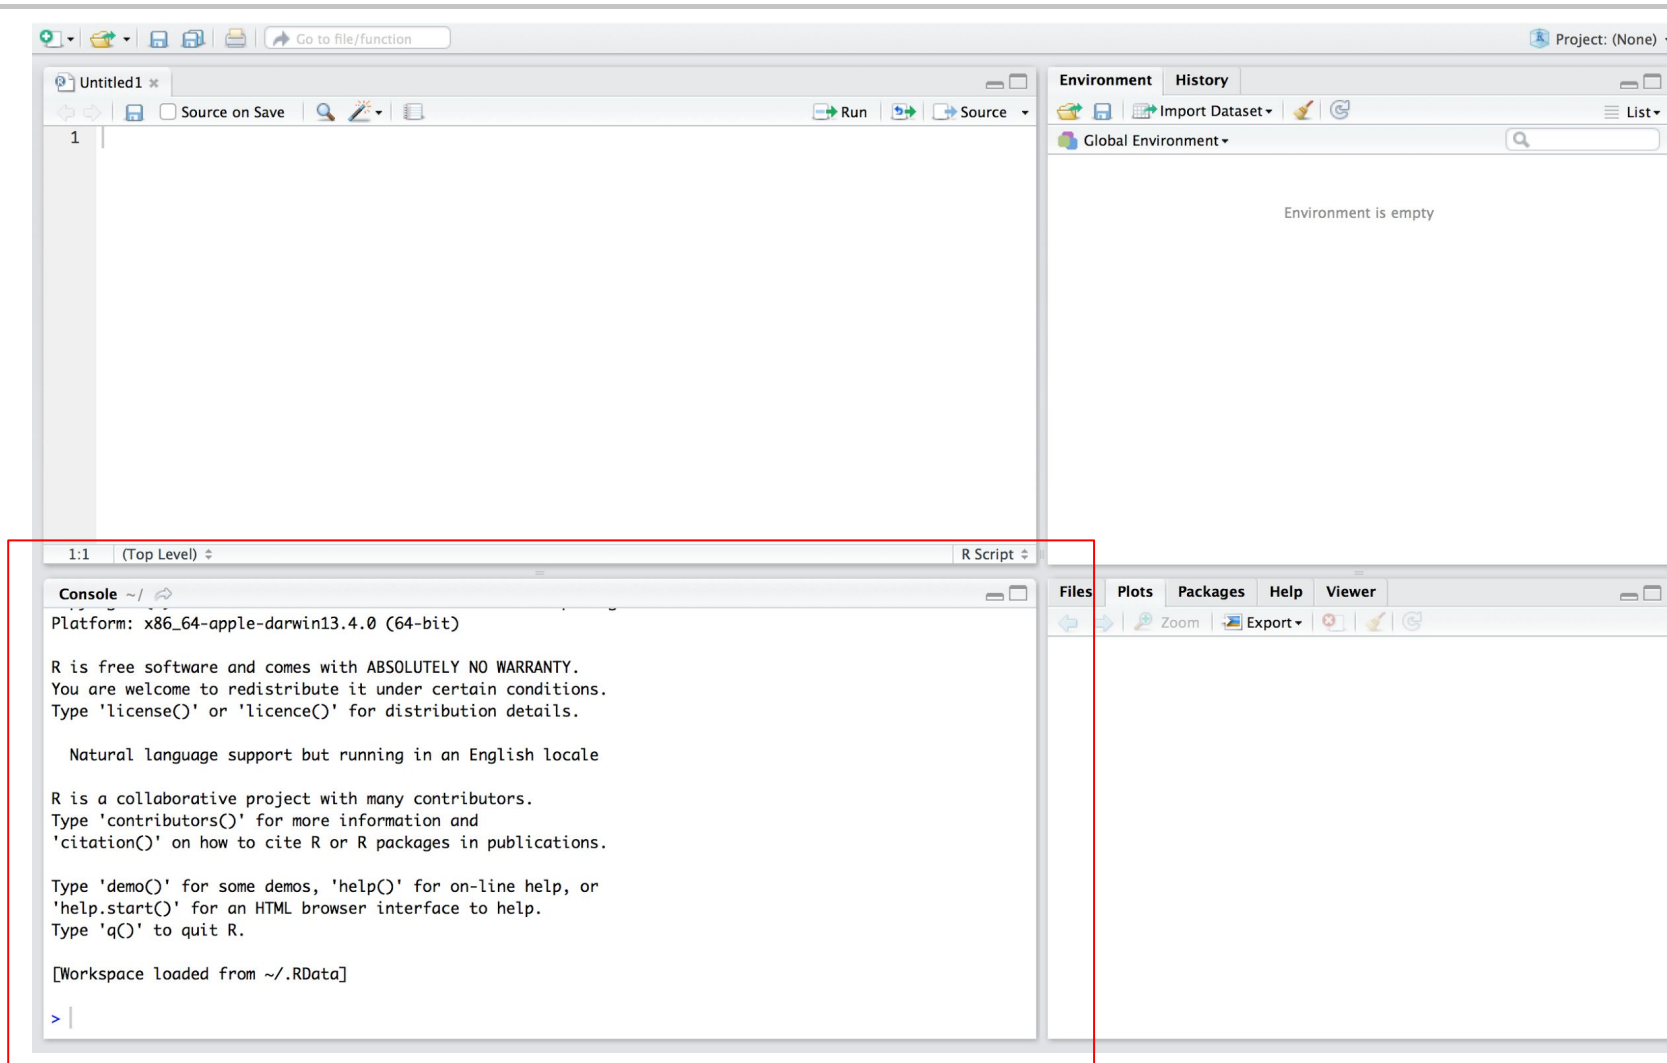 Go to file/function
Project: (None)
Untitled1
Source on Save
Run
Source
1
1:1
(Top Level)
R Script
Environment
History
Import Dataset
List
Global Environment
Environment is empty
Console ~/
Platform: x86_64-apple-darwin13.4.0 (64-bit)
R is free software and comes with ABSOLUTELY NO WARRANTY.
You are welcome to redistribute it under certain conditions.
Type 'license()' or 'licence()' for distribution details.
Natural language support but running in an English locale
R is a collaborative project with many contributors.
Type 'contributors()' for more information and
'citation()' on how to cite R or R packages in publications.
Type 'demo()' for some demos, 'help()' for on-line help, or
'help.start()' for an HTML browser interface to help.
Type 'q()' to quit R.
[Workspace loaded from ~/.RData]
>
Files
Plots
Packages
Help
Viewer
Zoom
Export